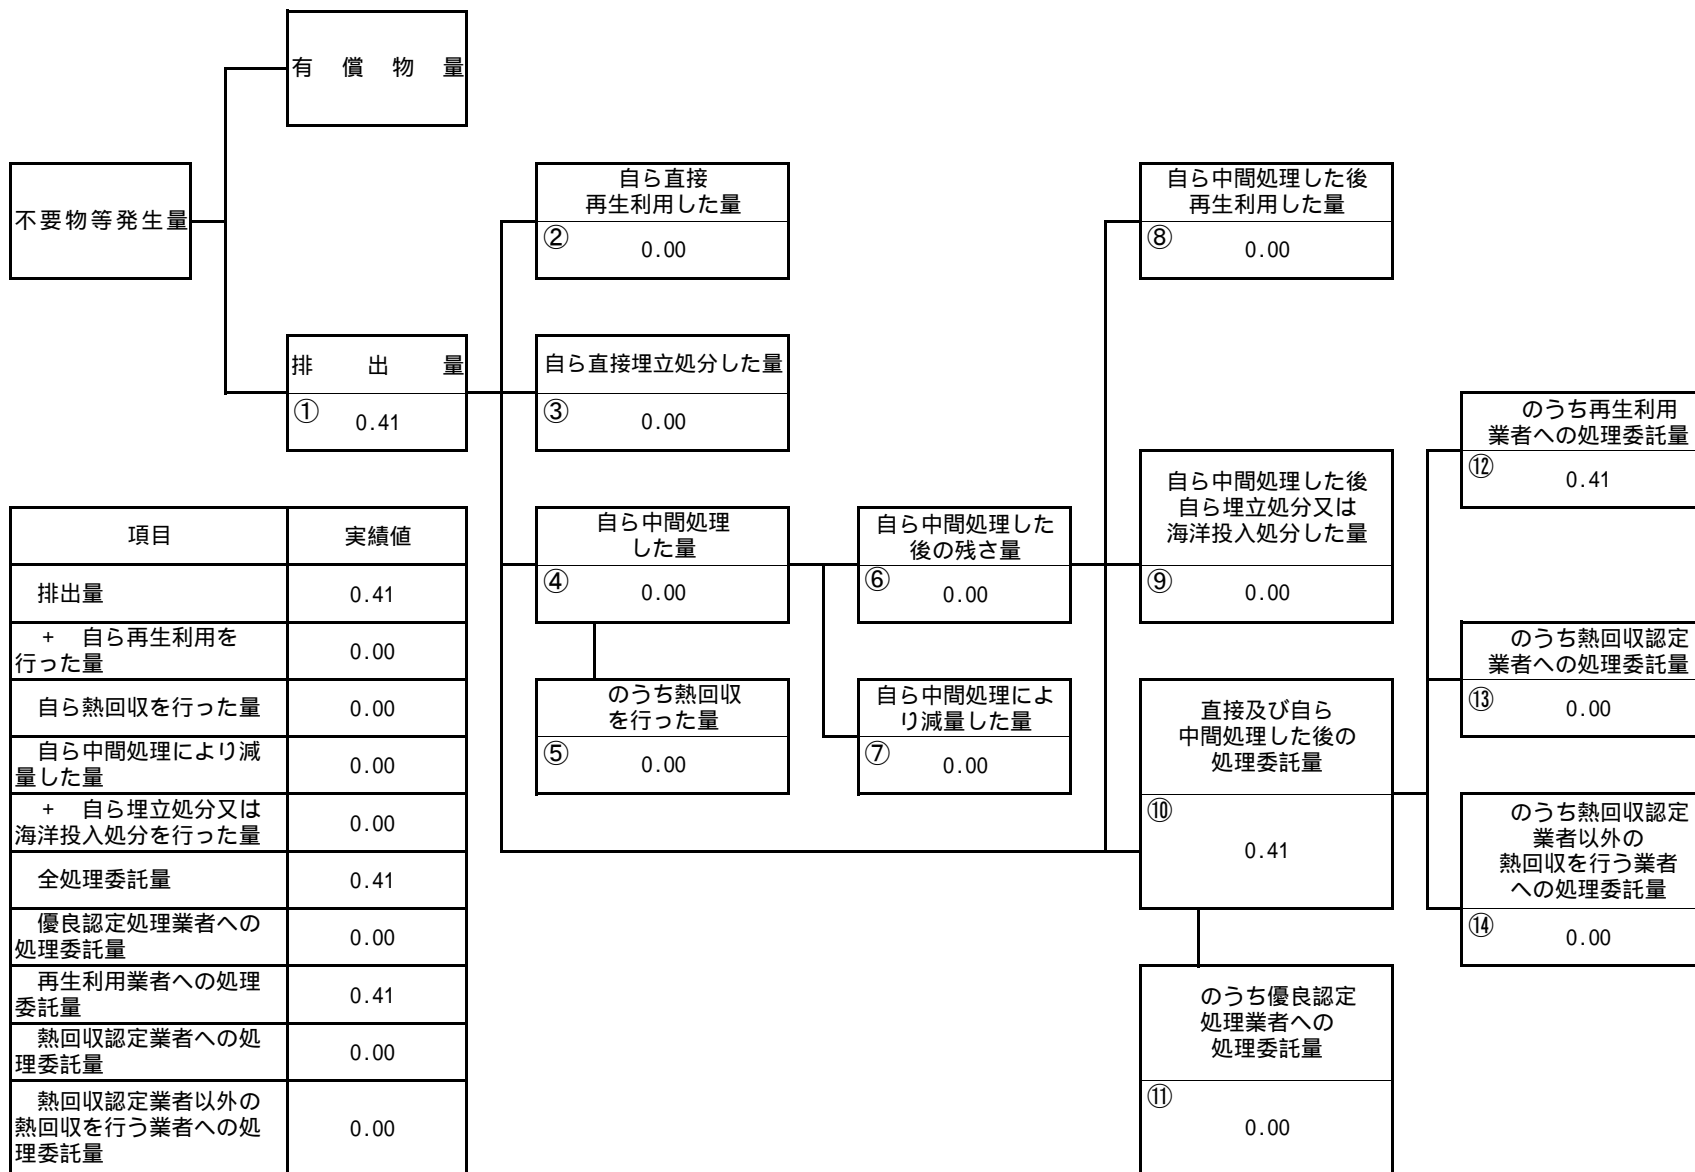 有償物量
不要物等発生量
排出量
① 0.41
自ら直接
再生利用した量
② 0.00
自ら直接埋立処分した量
③ 0.00
自ら中間処理
した量
④ 0.00
のうち熱回収
を行った量
⑤ 0.00
自ら中間処理した
後の残さ量
⑥ 0.00
自ら中間処理によ
り減量した量
⑦ 0.00
自ら中間処理した後
再生利用した量
⑧ 0.00
自ら中間処理した後
自ら埋立処分又は
海洋投入処分した量
⑨ 0.00
直接及び自ら
中間処理した後の
処理委託量
⑩
0.41
のうち優良認定
処理業者への
処理委託量
⑪
0.00
のうち再生利用
業者への処理委託量
⑫ 0.41
のうち熱回収認定
業者への処理委託量
⑬ 0.00
のうち熱回収認定
業者以外の
熱回収を行う業者
への処理委託量
⑭ 0.00
項目 実績値
排出量 0.41
+ 自ら再生利用を
行った量 0.00
自ら熱回収を行った量 0.00
自ら中間処理により減
量した量 0.00
+ 自ら埋立処分又は
海洋投入処分を行った量 0.00
全処理委託量 0.41
優良認定処理業者への
処理委託量 0.00
再生利用業者への処理
委託量 0.41
熱回収認定業者への処
理委託量 0.00
熱回収認定業者以外の
熱回収を行う業者への処
理委託量 0.00